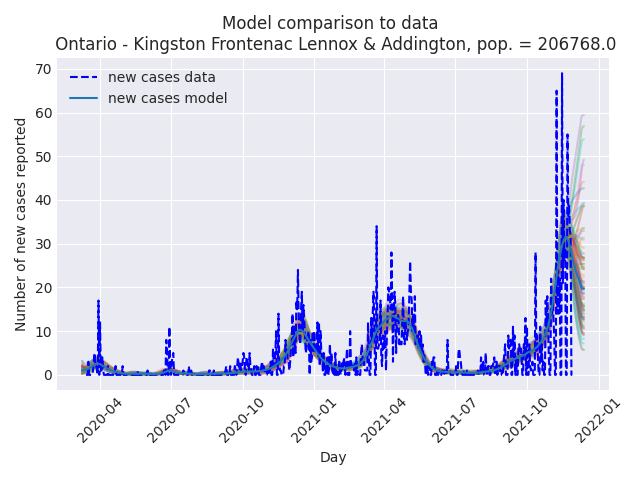 Model comparison to data
Ontario - Kingston Frontenac Lennox & Addington, pop. = 206768.0
new cases data
new cases model
Number of new cases reported
70
60
50
40
30
20
10
0
2020-04
2020-07
2020-10
2021-01
2021-04
2021-07
2021-10
2022-01
Day